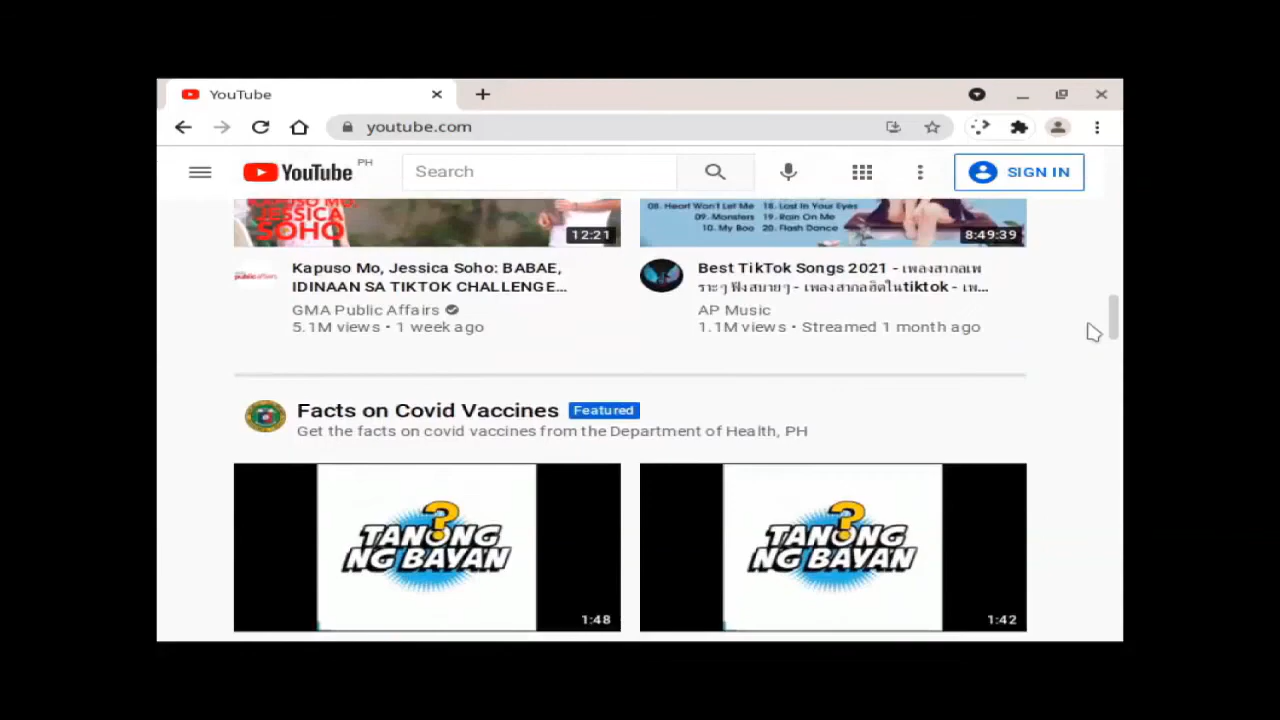 YouTube
youtube.com
YouTube PH
Search
SIGN IN
KAPUSO MO,
JESSICA
SOHO
12:21
08. Heart Won't Let Me 18. Lost In Your Eyes
09. Monsters 19. Rain On Me
10. My Boo 20. Flash Dance
8:49:39
Kapuso Mo, Jessica Soho: BABAE,
IDINAAN SA TIKTOK CHALLENGE...
GMA Public Affairs
5.1M views • 1 week ago
Best TikTok Songs 2021 - เพลงสากลเพ
ราะๆ ฟังสบายๆ - เพลงสากลฮิตในtiktok - เพ...
AP Music
1.1M views • Streamed 1 month ago
Facts on Covid Vaccines Featured
Get the facts on covid vaccines from the Department of Health, PH
TANONG
NG BAYAN
1:48
TANONG
NG BAYAN
1:42